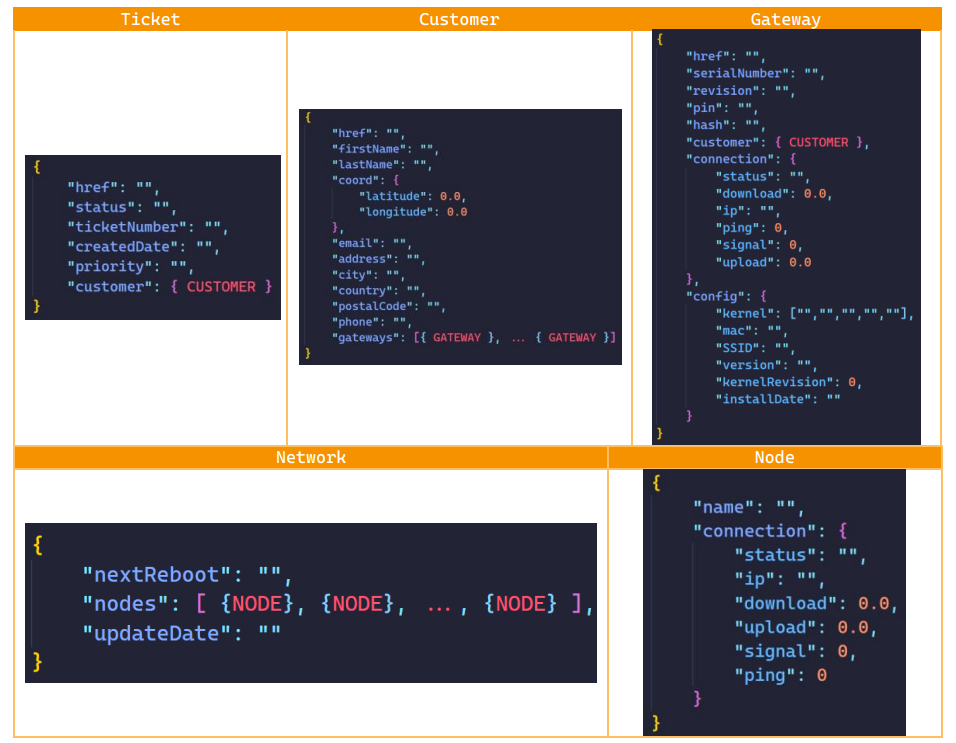 Ticket
{
"href": "",
"status": "",
"ticketNumber": "",
"createdDate": "",
"priority": "",
"customer": { CUSTOMER }
}
Customer
{
"href": "",
"firstName": "",
"lastName": "",
"coord": {
"latitude": 0.0,
"longitude": 0.0
},
"email": "",
"address": "",
"city": "",
"country": "",
"postalCode": "",
"phone": "",
"gateways": [{ GATEWAY }, ... { GATEWAY }]
}
Gateway
{
"href": "",
"serialNumber": "",
"revision": "",
"pin": "",
"hash": "",
"customer": { CUSTOMER },
"connection": {
"status": "",
"download": 0.0,
"ip": "",
"ping": 0,
"signal": 0,
"upload": 0.0
},
"config": {
"kernel": ["","","","",""],
"mac": "",
"SSID": "",
"version": "",
"kernelRevision": 0,
"installDate": ""
}
}
Network
{
"nextReboot": "",
"nodes": [ {NODE}, {NODE}, ... , {NODE} ],
"updateDate": ""
}
Node
{
"name": "",
"connection": {
"status": "",
"ip": "",
"download": 0.0,
"upload": 0.0,
"signal": 0,
"ping": 0
}
}